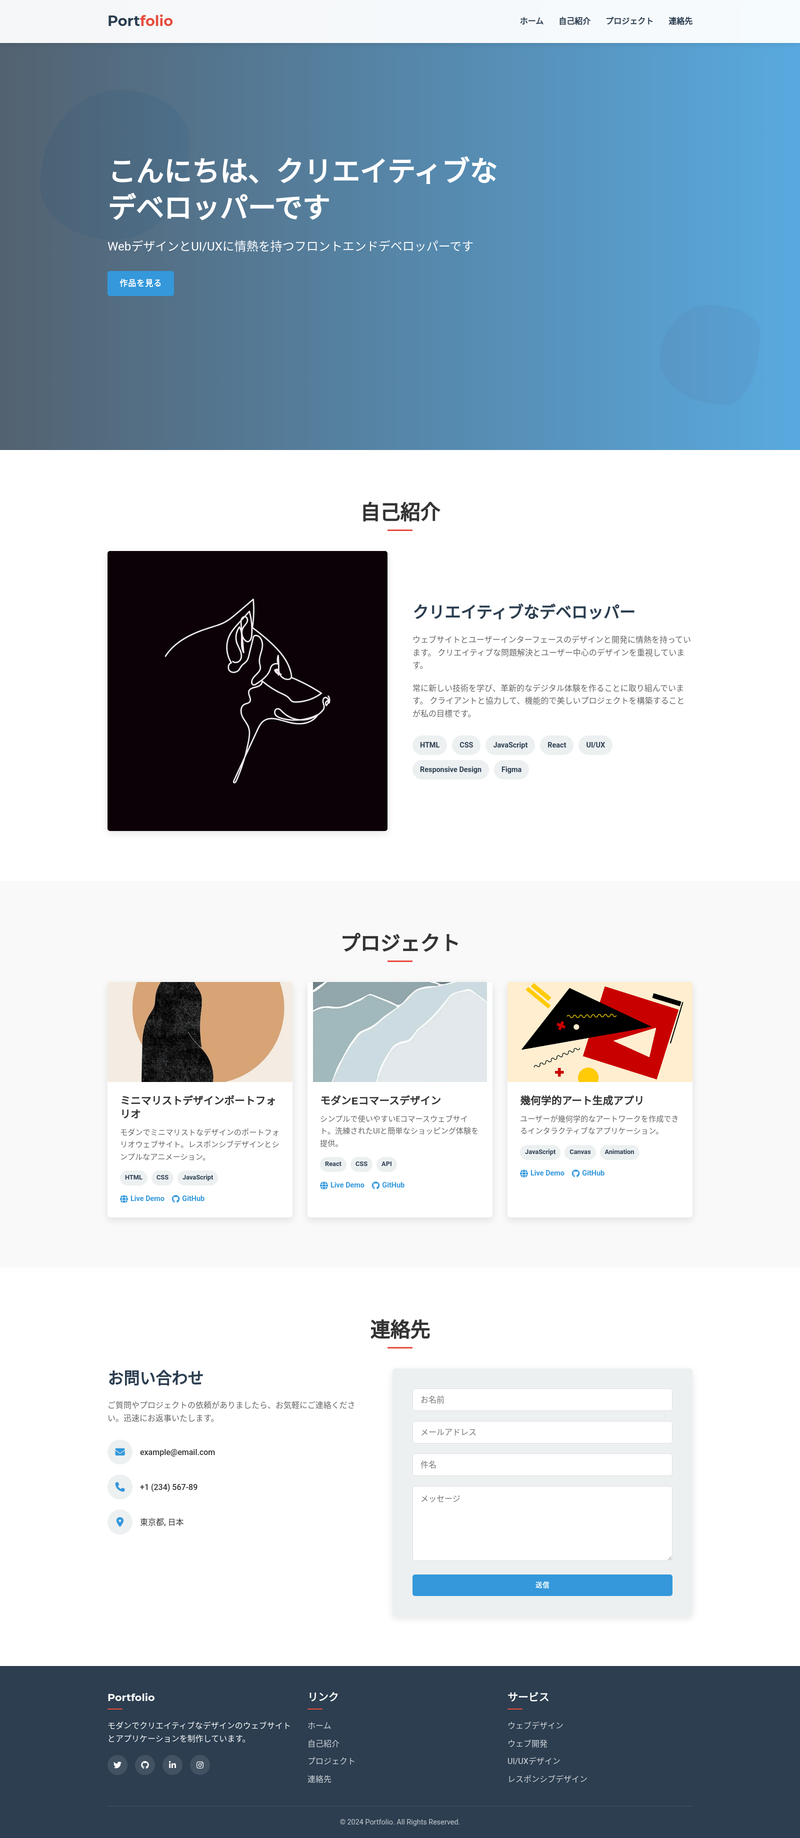 Portfolio
ホーム 自己紹介 プロジェクト 連絡先
こんにちは、クリエイティブな
デベロッパーです
WebデザインとUI/UXに情熱を持つフロントエンドデベロッパーです
作品を見る
自己紹介
クリエイティブなデベロッパー
ウェブサイトとユーザーインターフェースのデザインと開発に情熱を持ってい
ます。 クリエイティブな問題解決とユーザー中心のデザインを重視していま
す。
常に新しい技術を学び、革新的なデジタル体験を作ることに取り組んでいま
す。 クライアントと協力して、機能的で美しいプロジェクトを構築すること
が私の目標です。
HTML CSS JavaScript React UI/UX
Responsive Design Figma
プロジェクト
ミニマリストデザインポートフォ
リオ
モダンでミニマリストなデザインのポートフォ
リオウェブサイト。レスポンシブデザインとシ
ンプルなアニメーション。
HTML CSS JavaScript
Live Demo GitHub
モダンEコマースデザイン
シンプルで使いやすいEコマースウェブサイ
ト。洗練されたUIと簡単なショッピング体験を
提供。
React CSS API
Live Demo GitHub
幾何学的アート生成アプリ
ユーザーが幾何学的なアートワークを作成でき
るインタラクティブなアプリケーション。
JavaScript Canvas Animation
Live Demo GitHub
連絡先
お問い合わせ
ご質問やプロジェクトの依頼がありましたら、お気軽にご連絡くださ
い。迅速にお返事いたします。
example@email.com
+1 (234) 567-89
東京都, 日本
お名前
メールアドレス
件名
メッセージ
送信
Portfolio
モダンでクリエイティブなデザインのウェブサイト
とアプリケーションを制作しています。
リンク
ホーム
自己紹介
プロジェクト
連絡先
サービス
ウェブデザイン
ウェブ開発
UI/UXデザイン
レスポンシブデザイン
© 2024 Portfolio. All Rights Reserved.